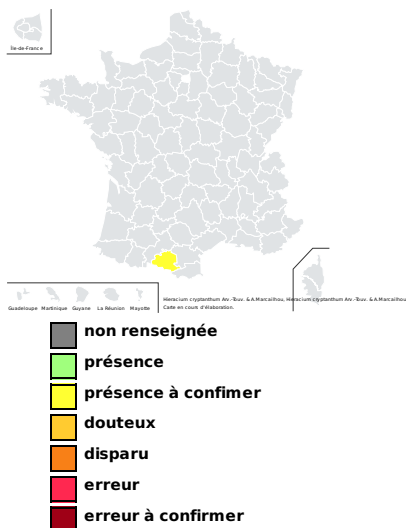 Île-de-France
Guadeloupe Martinique Guyane La Réunion Mayotte
Hieracium cryptanthum Arv.-Touv. & A.Marcailhou, Hieracium cryptanthum Arv.-Touv. & A.Marcailhou
Carte en cours d'élaboration.
non renseignée
présence
présence à confimer
douteux
disparu
erreur
erreur à confirmer